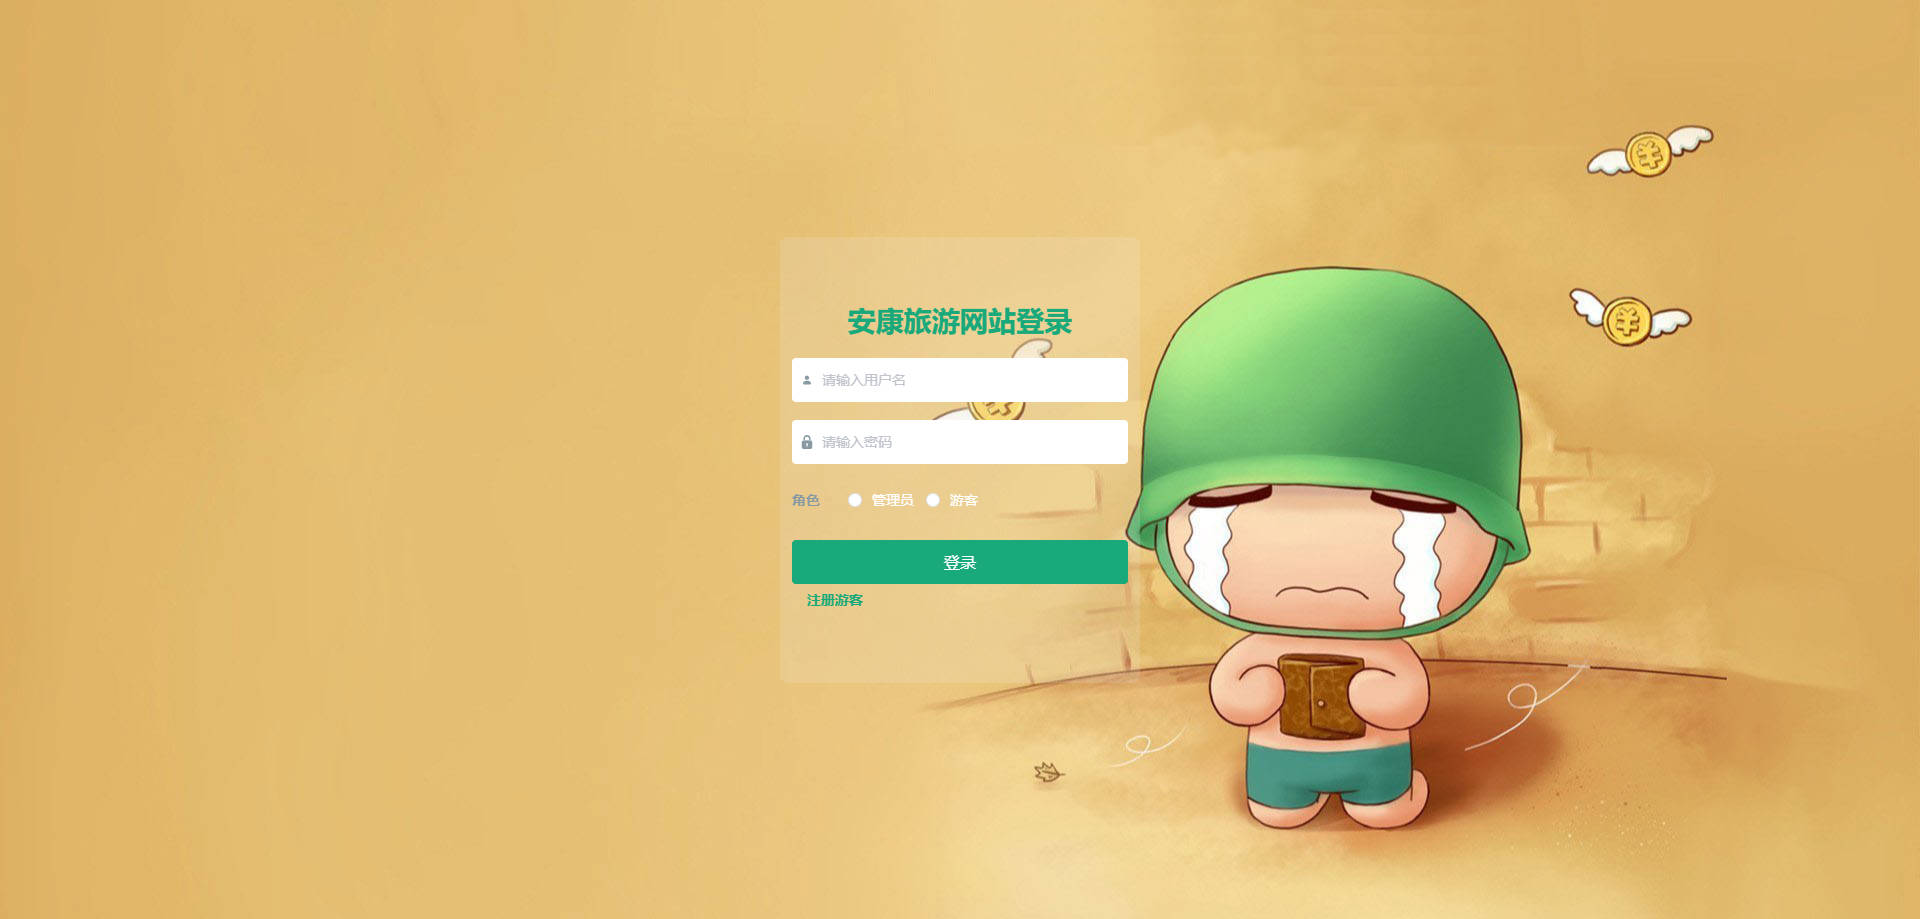 安康旅游网站登录
请输入用户名
请输入密码
角色 管理员 游客
登录
注册游客